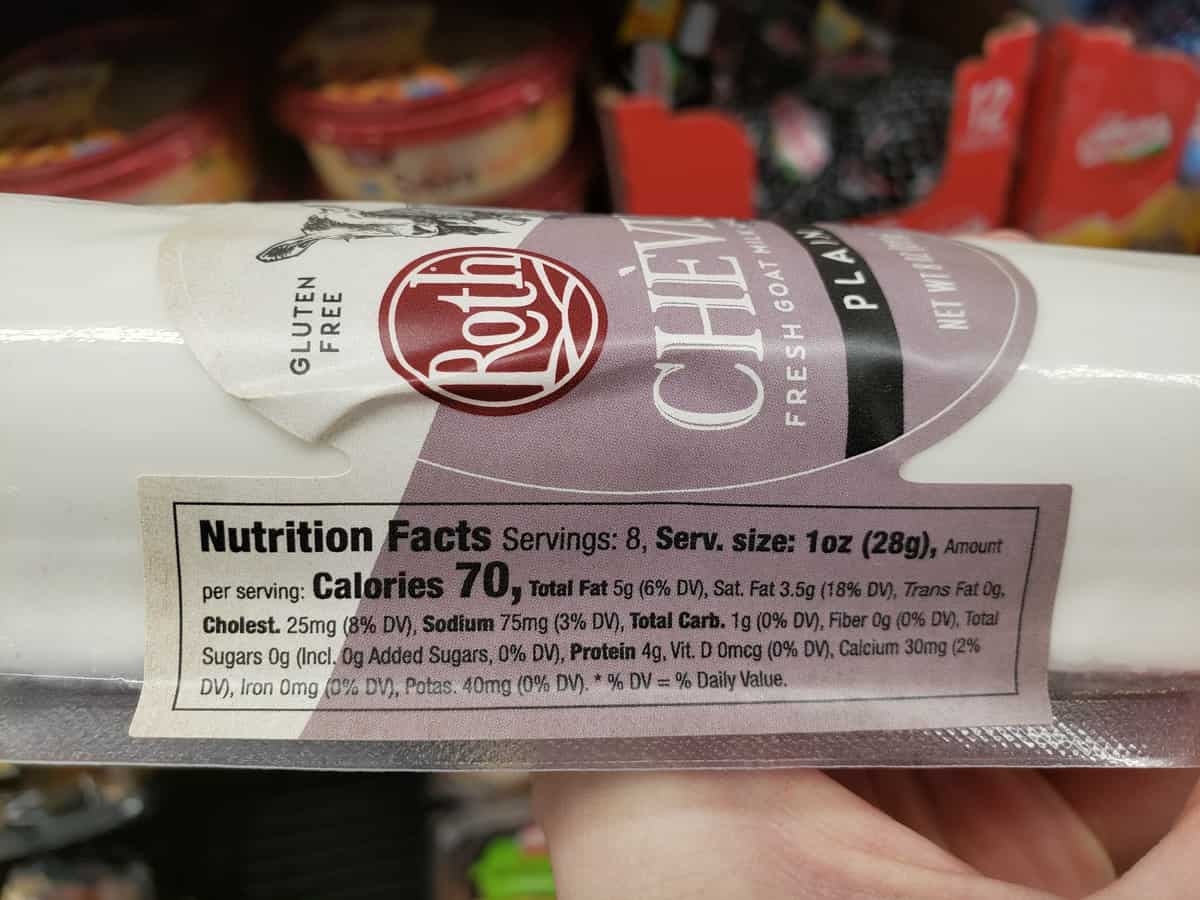 GLUTEN
FREE
Roth
FRESH GOAT MILK
PLAIN
NET WT
12
Nutrition Facts Servings: 8, Serv. size: 1oz (28g), Amount
per serving: Calories 70, Total Fat 5g (6% DV), Sat. Fat 3.5g (18% DV), Trans Fat 0g,
Cholest. 25mg (8% DV), Sodium 75mg (3% DV), Total Carb. 1g (0% DV), Fiber 0g (0% DV), Total
Sugars 0g (Incl. 0g Added Sugars, 0% DV), Protein 4g, Vit. D 0mcg (0% DV), Calcium 30mg (2%
DV), Iron 0mg (0% DV), Potas. 40mg (0% DV). * % DV = % Daily Value.